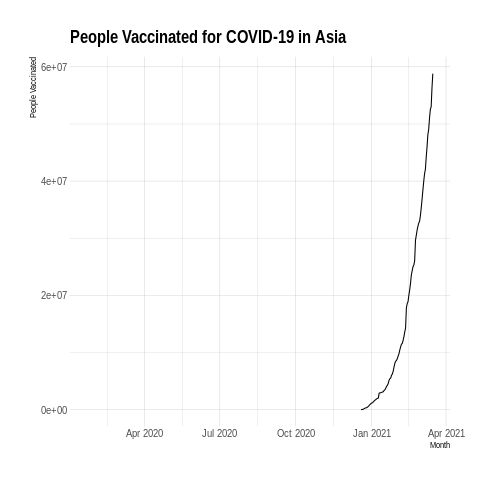 People Vaccinated for COVID-19 in Asia
People Vaccinated
6e+07
4e+07
2e+07
0e+00
Apr 2020 Jul 2020 Oct 2020 Jan 2021 Apr 2021
Month